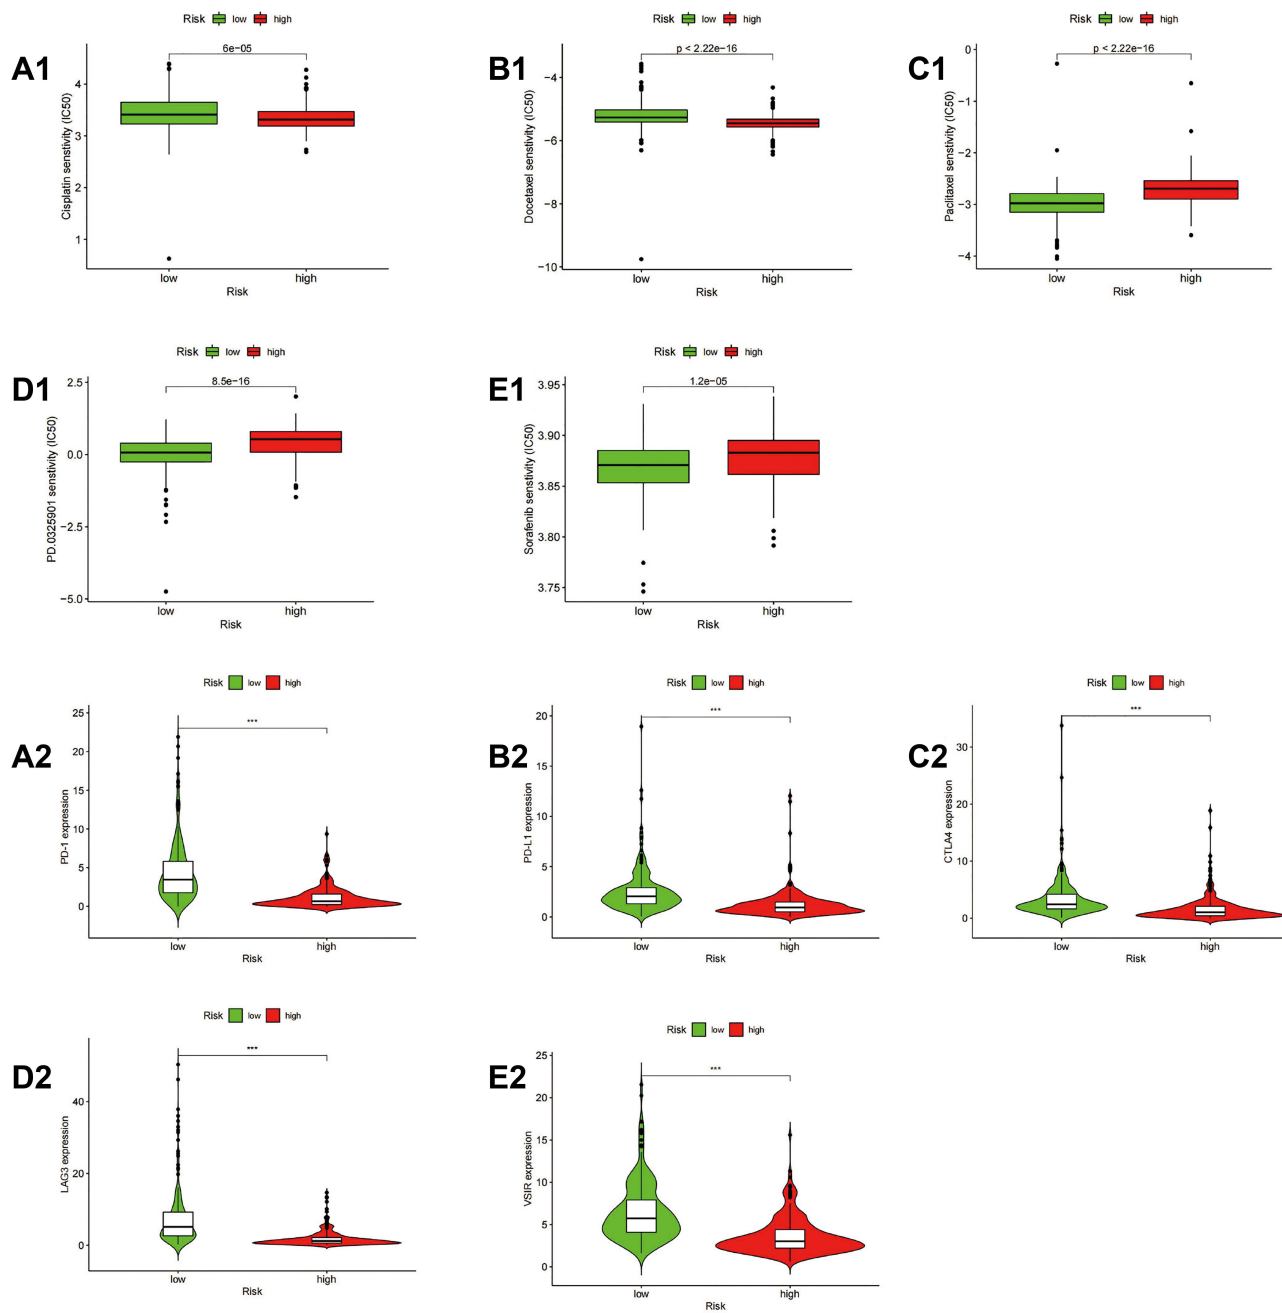 Risk low high
A1
6e−05
Cisplatin senstivity (IC50)
4
3
2
1
low high
Risk
Risk low high
B1
p < 2.22e−16
Docetaxel senstivity (IC50)
−4
−6
−8
−10
low high
Risk
Risk low high
C1
p < 2.22e−16
Paclitaxel senstivity (IC50)
0
−1
−2
−3
−4
low high
Risk
Risk low high
D1
8.5e−16
PD.0325901 senstivity (IC50)
2.5
0.0
−2.5
−5.0
low high
Risk
Risk low high
E1
1.2e−05
Sorafenib senstivity (IC50)
3.95
3.90
3.85
3.80
3.75
low high
Risk
Risk low high
A2
***
PD-1 expression
25
20
15
10
5
0
low high
Risk
Risk low high
B2
***
PD-L1 expression
20
15
10
5
0
low high
Risk
Risk low high
C2
***
CTLA4 expression
30
20
10
0
low high
Risk
Risk low high
D2
***
LAG3 expression
40
20
0
low high
Risk
Risk low high
E2
***
VSIR expression
25
20
15
10
5
0
low high
Risk